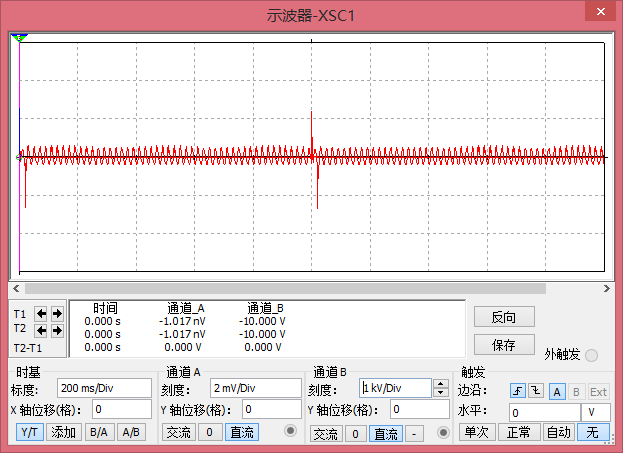 示波器-XSC1
时间 通道_A 通道_B
T1 0.000 s -1.017 nV -10.000 V
T2 0.000 s -1.017 nV -10.000 V
T2-T1 0.000 s 0.000 V 0.000 V
反向
保存
外触发
时基
标度： 200 ms/Div
X 轴位移(格)： 0
Y/T 添加 B/A A/B
通道 A
刻度： 2 mV/Div
Y 轴位移(格)： 0
交流 0 直流
通道 B
刻度： 1 kV/Div
Y 轴位移(格)： 0
交流 0 直流 -
触发
边沿： A B Ext
水平： 0 V
单次 正常 自动 无